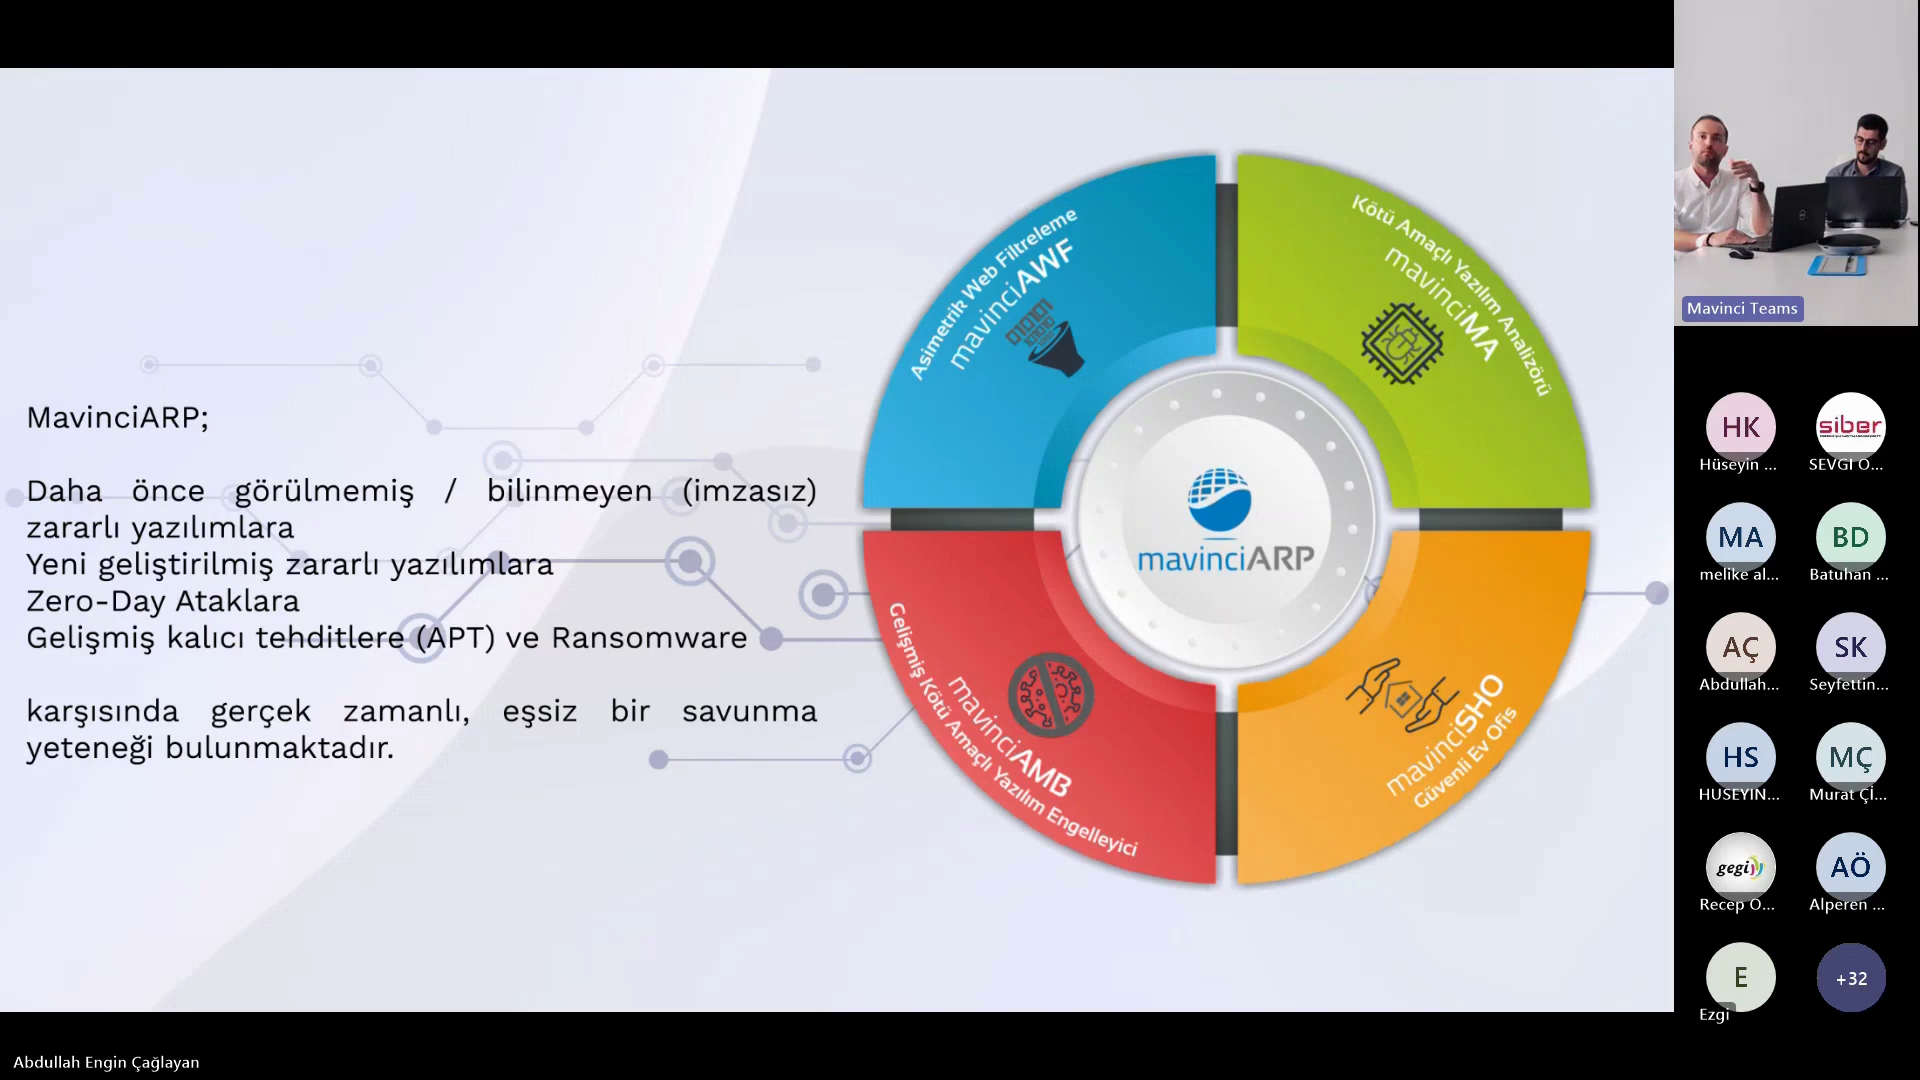 MavinciARP;
Daha önce görülmemiş / bilinmeyen (imzasız)
zararlı yazılımlara
Yeni geliştirilmiş zararlı yazılımlara
Zero-Day Ataklara
Gelişmiş kalıcı tehditlere (APT) ve Ransomware
karşısında gerçek zamanlı, eşsiz bir savunma
yeteneği bulunmaktadır.
Asimetrik Web Filtreleme
mavinciAWF
Kötü Amaçlı Yazılım Analizörü
mavinciMA
mavinciARP
Gelişmiş Kötü Amaçlı Yazılım Engelleyici
mavinciAMB
mavinciSHO
Güvenli Ev Ofis
Mavinci Teams
HK
Hüseyin ...
siber
SEVGI O...
MA
melike al...
BD
Batuhan ...
AÇ
Abdullah...
SK
Seyfettin...
HS
HUSEYIN...
MÇ
Murat Çİ...
gegi
Recep O...
AÖ
Alperen ...
E
Ezgi
+32
Abdullah Engin Çağlayan